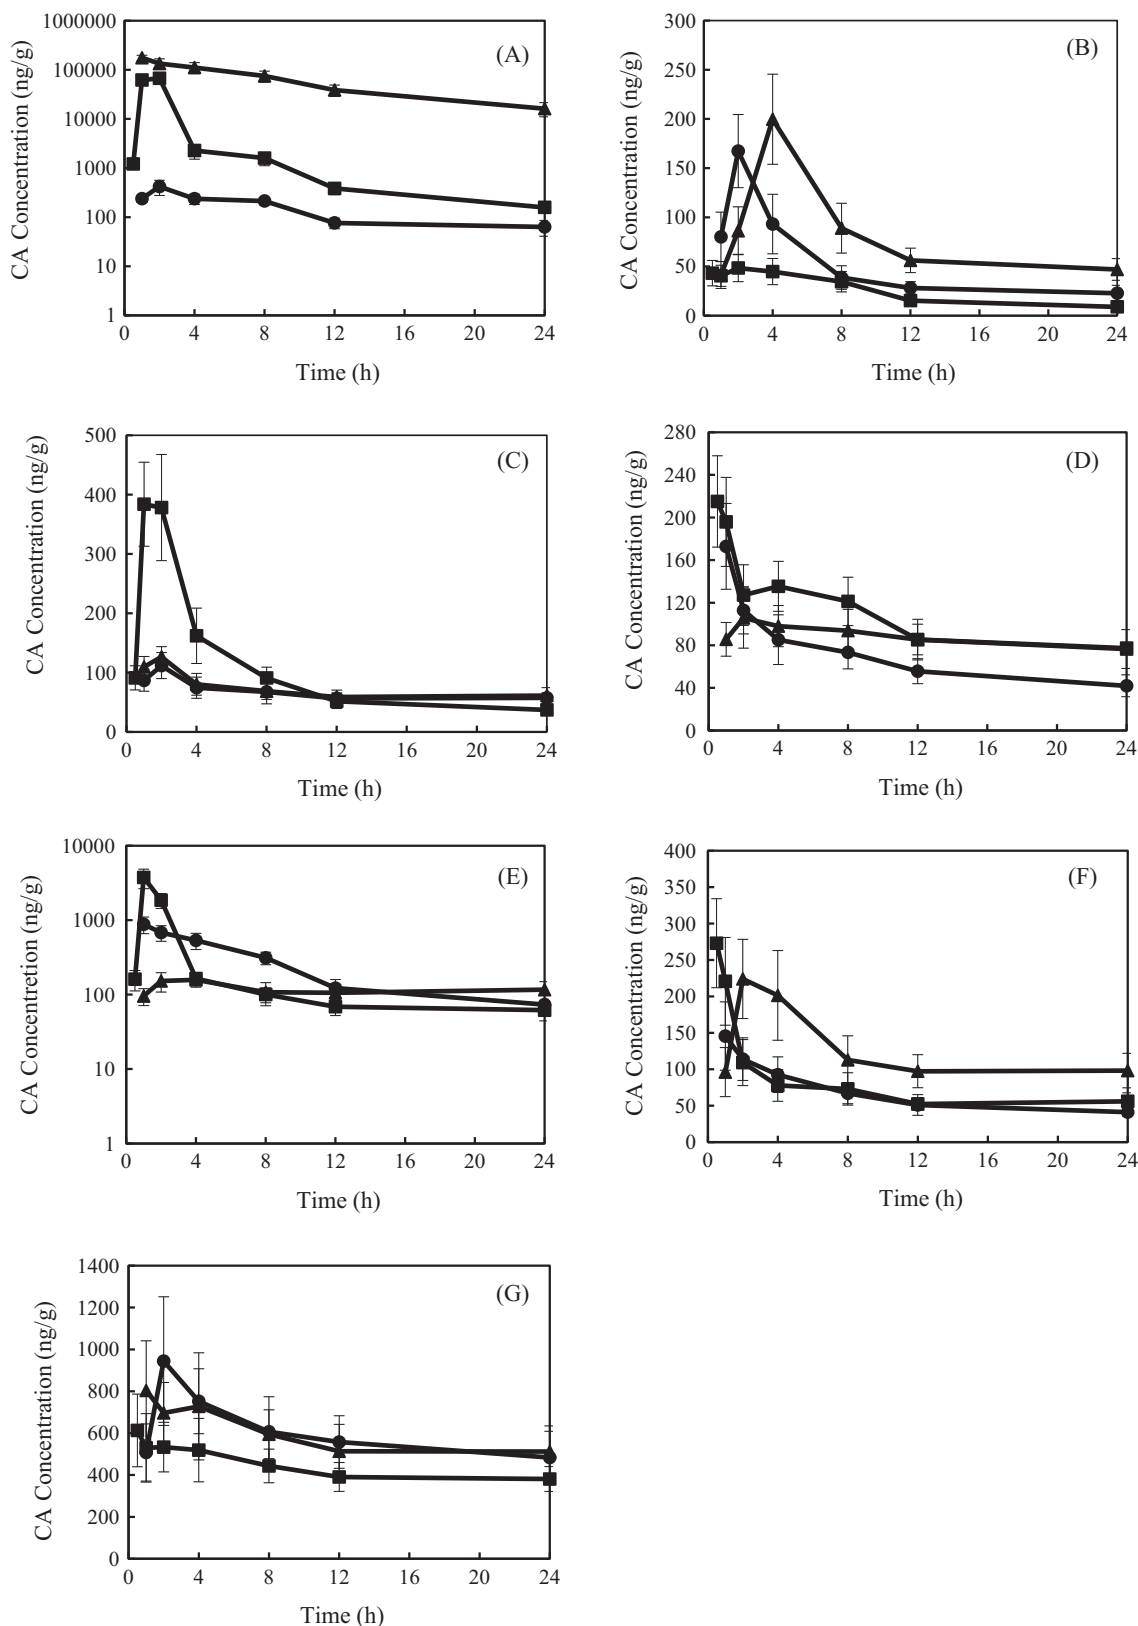 (A)
CA Concentration (ng/g)
1000000
100000
10000
1000
100
10
1
0 4 8 12 16 20 24
Time (h)
(B)
CA Concentration (ng/g)
300
250
200
150
100
50
0
0 4 8 12 16 20 24
Time (h)
(C)
CA Concentration (ng/g)
500
400
300
200
100
0
0 4 8 12 16 20 24
Time (h)
(D)
CA Concentration (ng/g)
280
240
200
160
120
80
40
0
0 4 8 12 16 20 24
Time (h)
(E)
CA Concentretion (ng/g)
10000
1000
100
10
1
0 4 8 12 16 20 24
Time (h)
(F)
CA Concentration (ng/g)
400
350
300
250
200
150
100
50
0
0 4 8 12 16 20 24
Time (h)
(G)
CA Concentration (ng/g)
1400
1200
1000
800
600
400
200
0
0 4 8 12 16 20 24
Time (h)